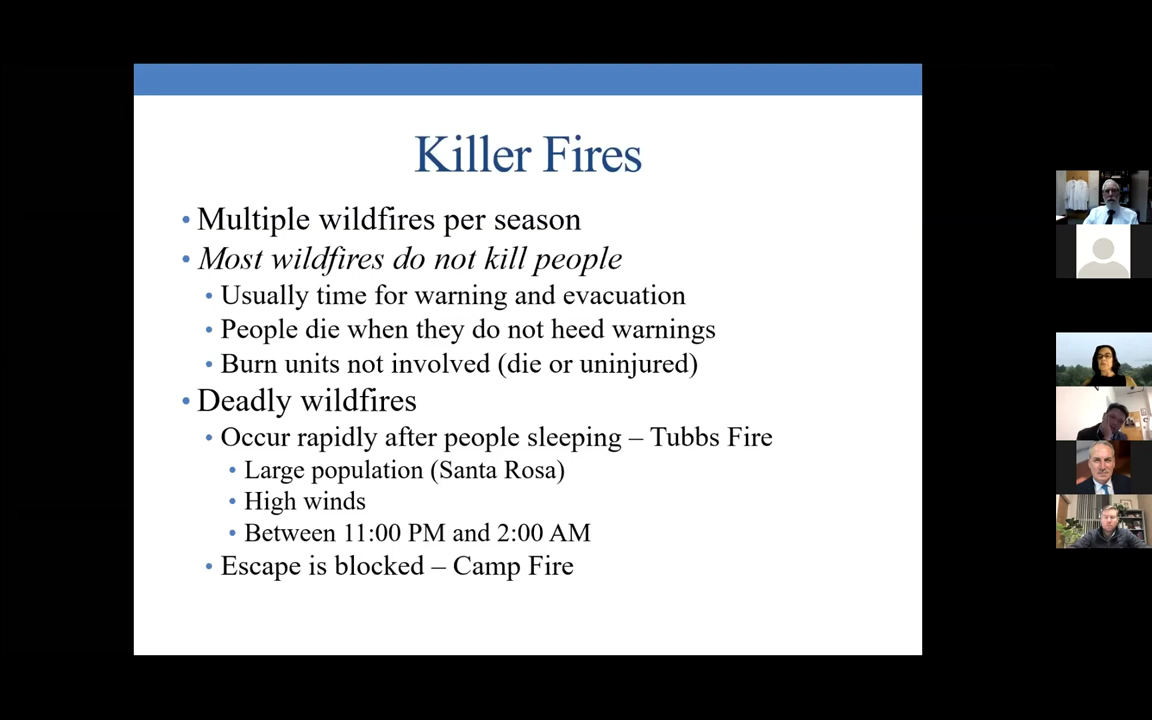 Killer Fires
• Multiple wildfires per season
• Most wildfires do not kill people
• Usually time for warning and evacuation
• People die when they do not heed warnings
• Burn units not involved (die or uninjured)
• Deadly wildfires
• Occur rapidly after people sleeping – Tubbs Fire
• Large population (Santa Rosa)
• High winds
• Between 11:00 PM and 2:00 AM
• Escape is blocked – Camp Fire